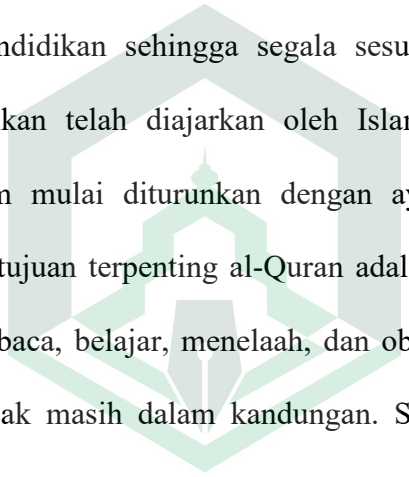 ndidikan sehingga segala sesu
kan telah diajarkan oleh Islar
n mulai diturunkan dengan ay
tujuan terpenting al-Quran adal
baca, belajar, menelaah, dan ob
ak masih dalam kandungan. S